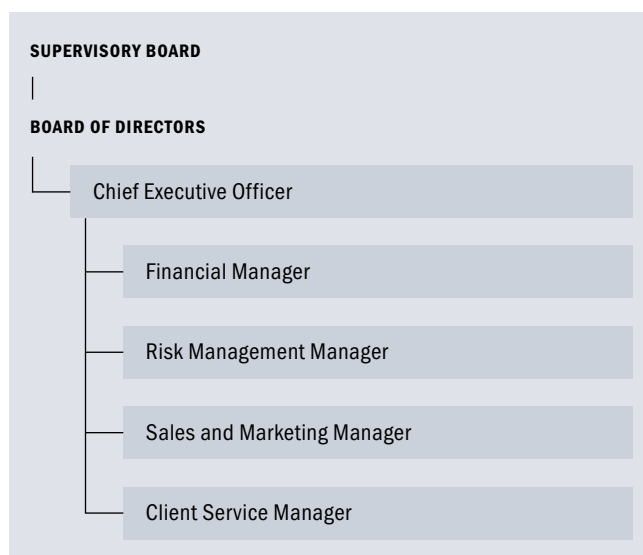 SUPERVISORY BOARD
BOARD OF DIRECTORS
Chief Executive Officer
Financial Manager
Risk Management Manager
Sales and Marketing Manager
Client Service Manager